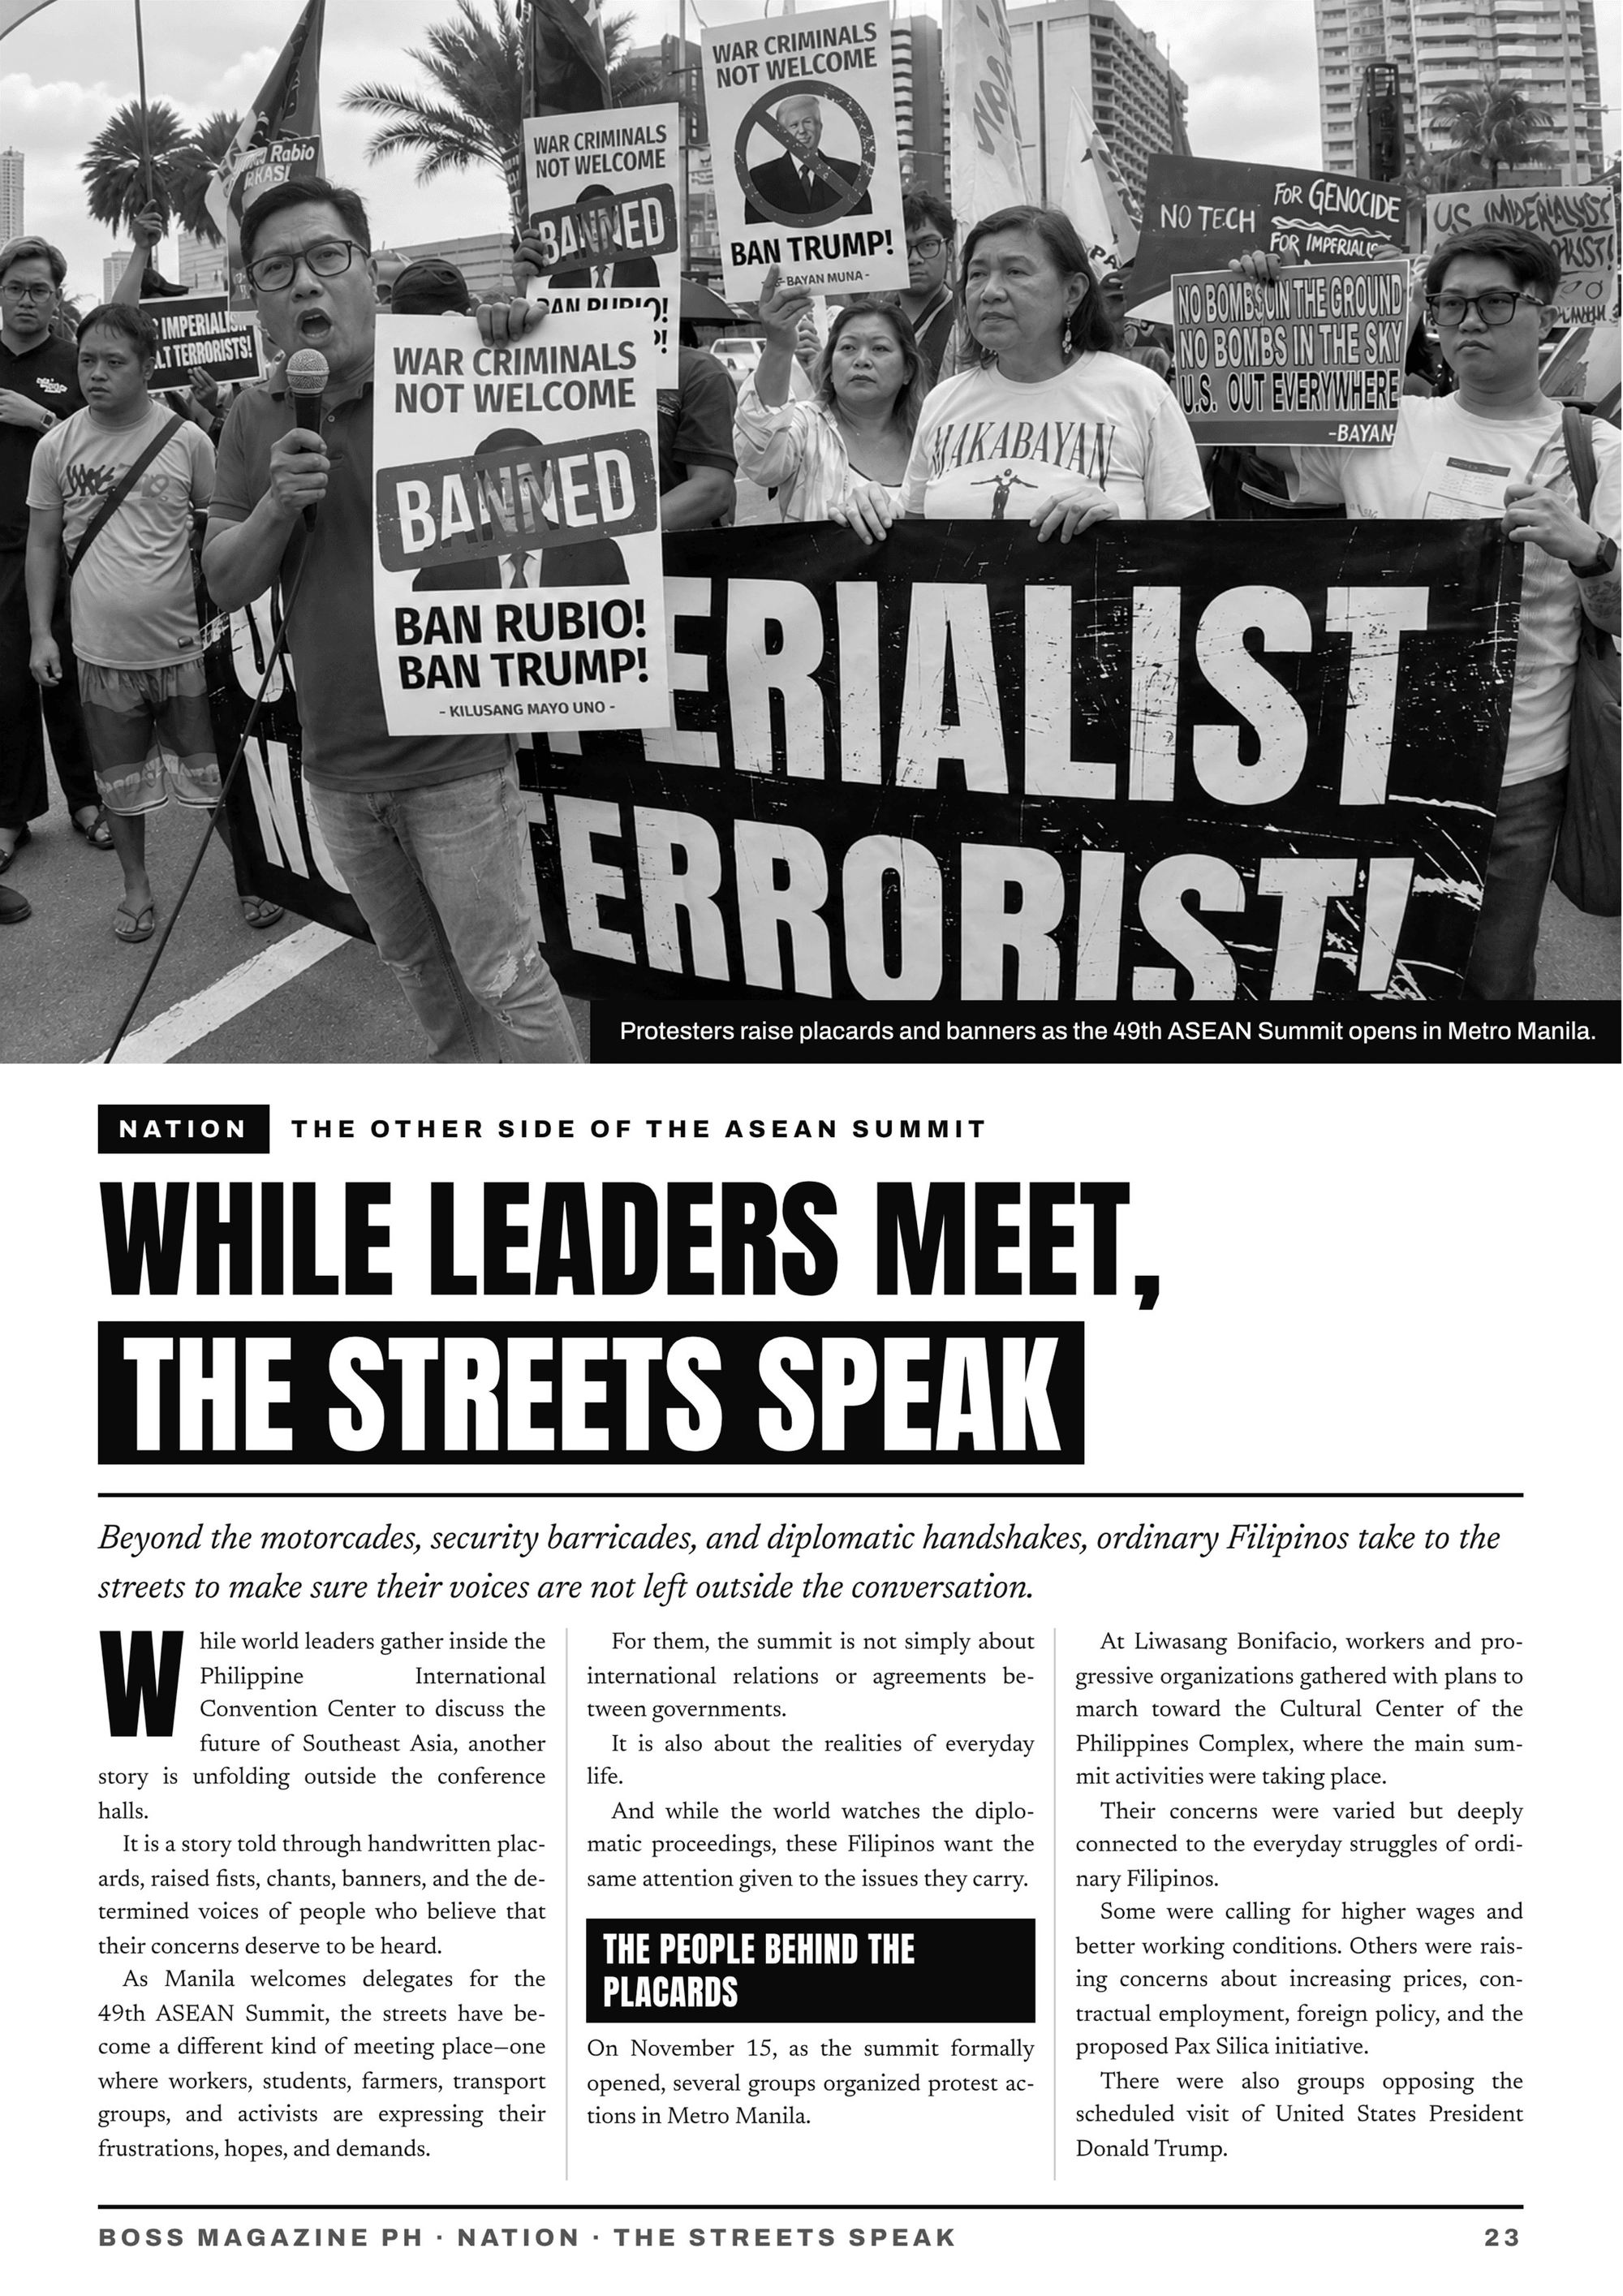 Rabio
WAR CRIMINALS
NOT WELCOME
BANNED
BAN RUBIO!
WAR CRIMINALS
NOT WELCOME
BAN TRUMP!
- BAYAN MUNA -
NO TECH
FOR GENOCIDE
FOR IMPERIALIS
US IMPERIALIST
IMPERIALIS
LT TERRORISTS!
NO BOMBS IN THE GROUND
NO BOMBS IN THE SKY
U.S. OUT EVERYWHERE
-BAYAN
MAKABAYAN
WAR CRIMINALS
NOT WELCOME
BANNED
BAN RUBIO!
BAN TRUMP!
- KILUSANG MAYO UNO -
ERIALIST
TERRORIST!
Protesters raise placards and banners as the 49th ASEAN Summit opens in Metro Manila.
NATION THE OTHER SIDE OF THE ASEAN SUMMIT
WHILE LEADERS MEET,
THE STREETS SPEAK
Beyond the motorcades, security barricades, and diplomatic handshakes, ordinary Filipinos take to the
streets to make sure their voices are not left outside the conversation.
While world leaders gather inside the
Philippine International
Convention Center to discuss the
future of Southeast Asia, another
story is unfolding outside the conference
halls.
It is a story told through handwritten plac-
ards, raised fists, chants, banners, and the de-
termined voices of people who believe that
their concerns deserve to be heard.
As Manila welcomes delegates for the
49th ASEAN Summit, the streets have be-
come a different kind of meeting place—one
where workers, students, farmers, transport
groups, and activists are expressing their
frustrations, hopes, and demands.
For them, the summit is not simply about
international relations or agreements be-
tween governments.
It is also about the realities of everyday
life.
And while the world watches the diplo-
matic proceedings, these Filipinos want the
same attention given to the issues they carry.
THE PEOPLE BEHIND THE
PLACARDS
On November 15, as the summit formally
opened, several groups organized protest ac-
tions in Metro Manila.
At Liwasang Bonifacio, workers and pro-
gressive organizations gathered with plans to
march toward the Cultural Center of the
Philippines Complex, where the main sum-
mit activities were taking place.
Their concerns were varied but deeply
connected to the everyday struggles of ordi-
nary Filipinos.
Some were calling for higher wages and
better working conditions. Others were rais-
ing concerns about increasing prices, con-
tractual employment, foreign policy, and the
proposed Pax Silica initiative.
There were also groups opposing the
scheduled visit of United States President
Donald Trump.
BOSS MAGAZINE PH · NATION · THE STREETS SPEAK 23